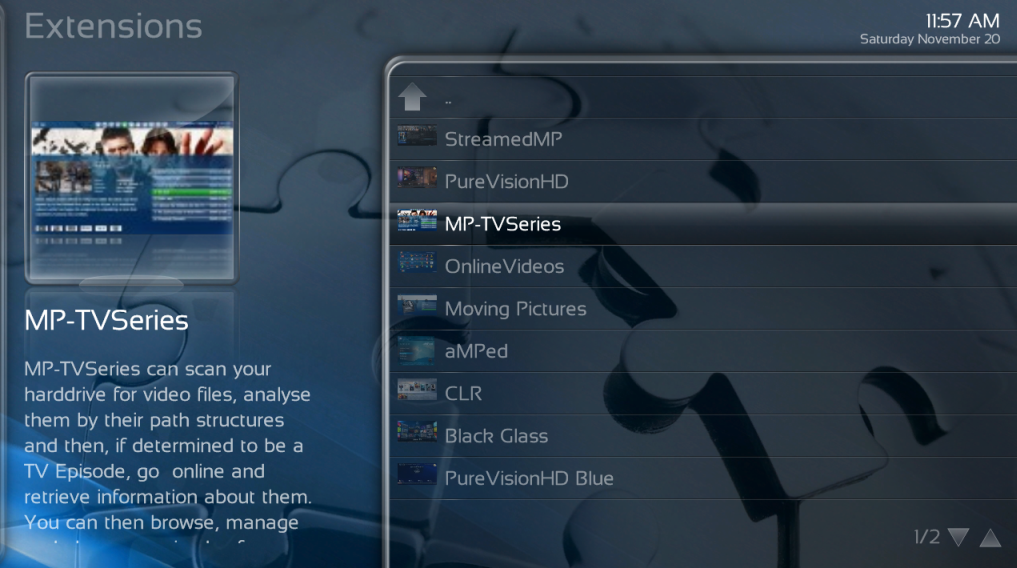 Extensions
11:57 AM
Saturday November 20
..
StreamedMP
PureVisionHD
MP-TVSeries
OnlineVideos
Moving Pictures
aMPed
CLR
Black Glass
PureVisionHD Blue
1/2
MP-TVSeries
MP-TVSeries can scan your
harddrive for video files, analyse
them by their path structures
and then, if determined to be a
TV Episode, go  online and
retrieve information about them.
You can then browse, manage